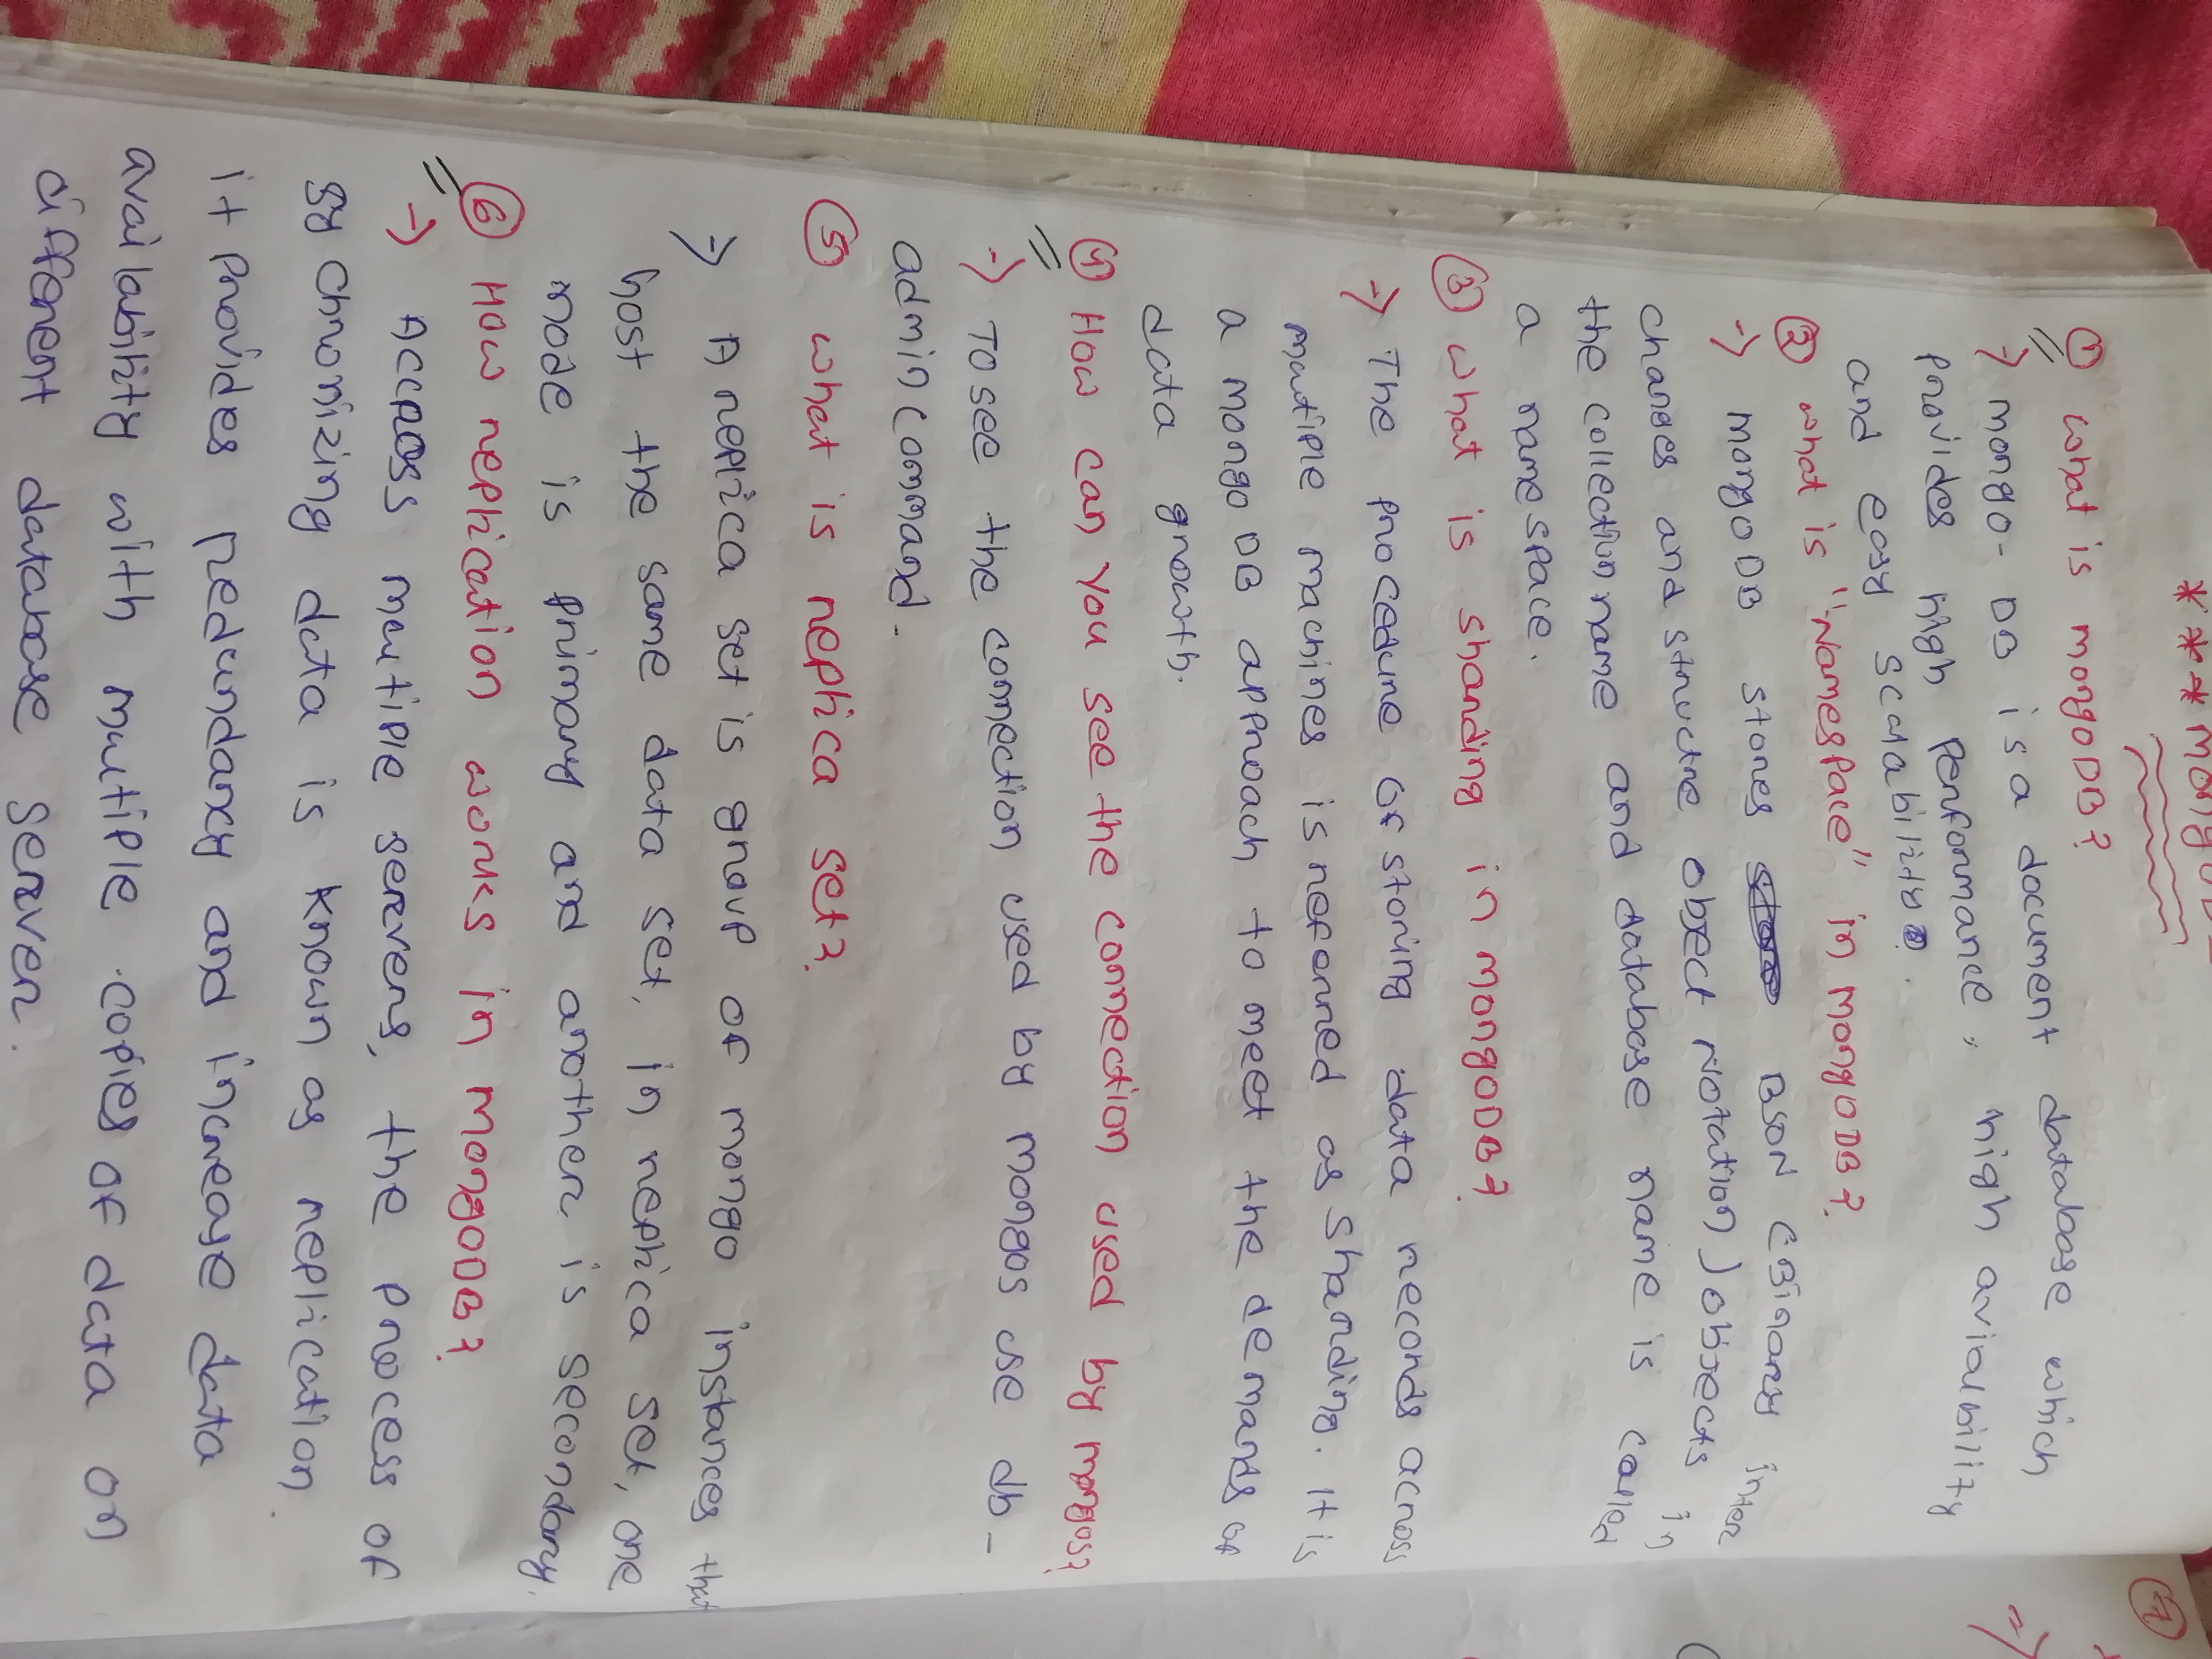 *** MongoD
① What is mongoDB?
→ mongo-DB is a document database which
provides high performance, high avialbility
and easy scalability.
② What is "Namespace" in MongoDB?
→ MongoDB stores BSON (Binary inter
changes and structre object Notation) objects in
the collection name and database name is called
a namespace.
③ What is sharding in MongoDB?
→ The procedure of storing data records across
multiple machines is referred as sharding. It is
a MongoDB approach to meet the demands of
data growth.
④ How can you see the connection used by mongos?
→ To see the connection used by mongos use db-
admin command.
⑤ What is replica set?
→ A replica set is group of mongo instances that
host the same data set, in replica set, one
node is primary and another is secondary.
⑥ How replication works in MongoDB?
→ Accross multiple servers, the process of
sychronizing data is known as replication.
it provides redundancy and increase data
availability with multiple copies of data on
different database server.
⑦
→